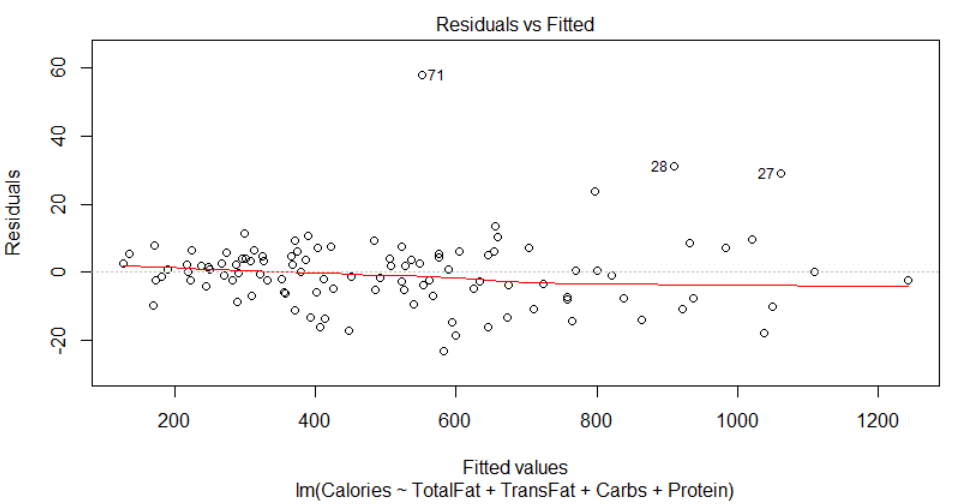 Residuals vs Fitted
Residuals
60
40
20
0
-20
71
28
27
200 400 600 800 1000 1200
Fitted values
lm(Calories ~ TotalFat + TransFat + Carbs + Protein)